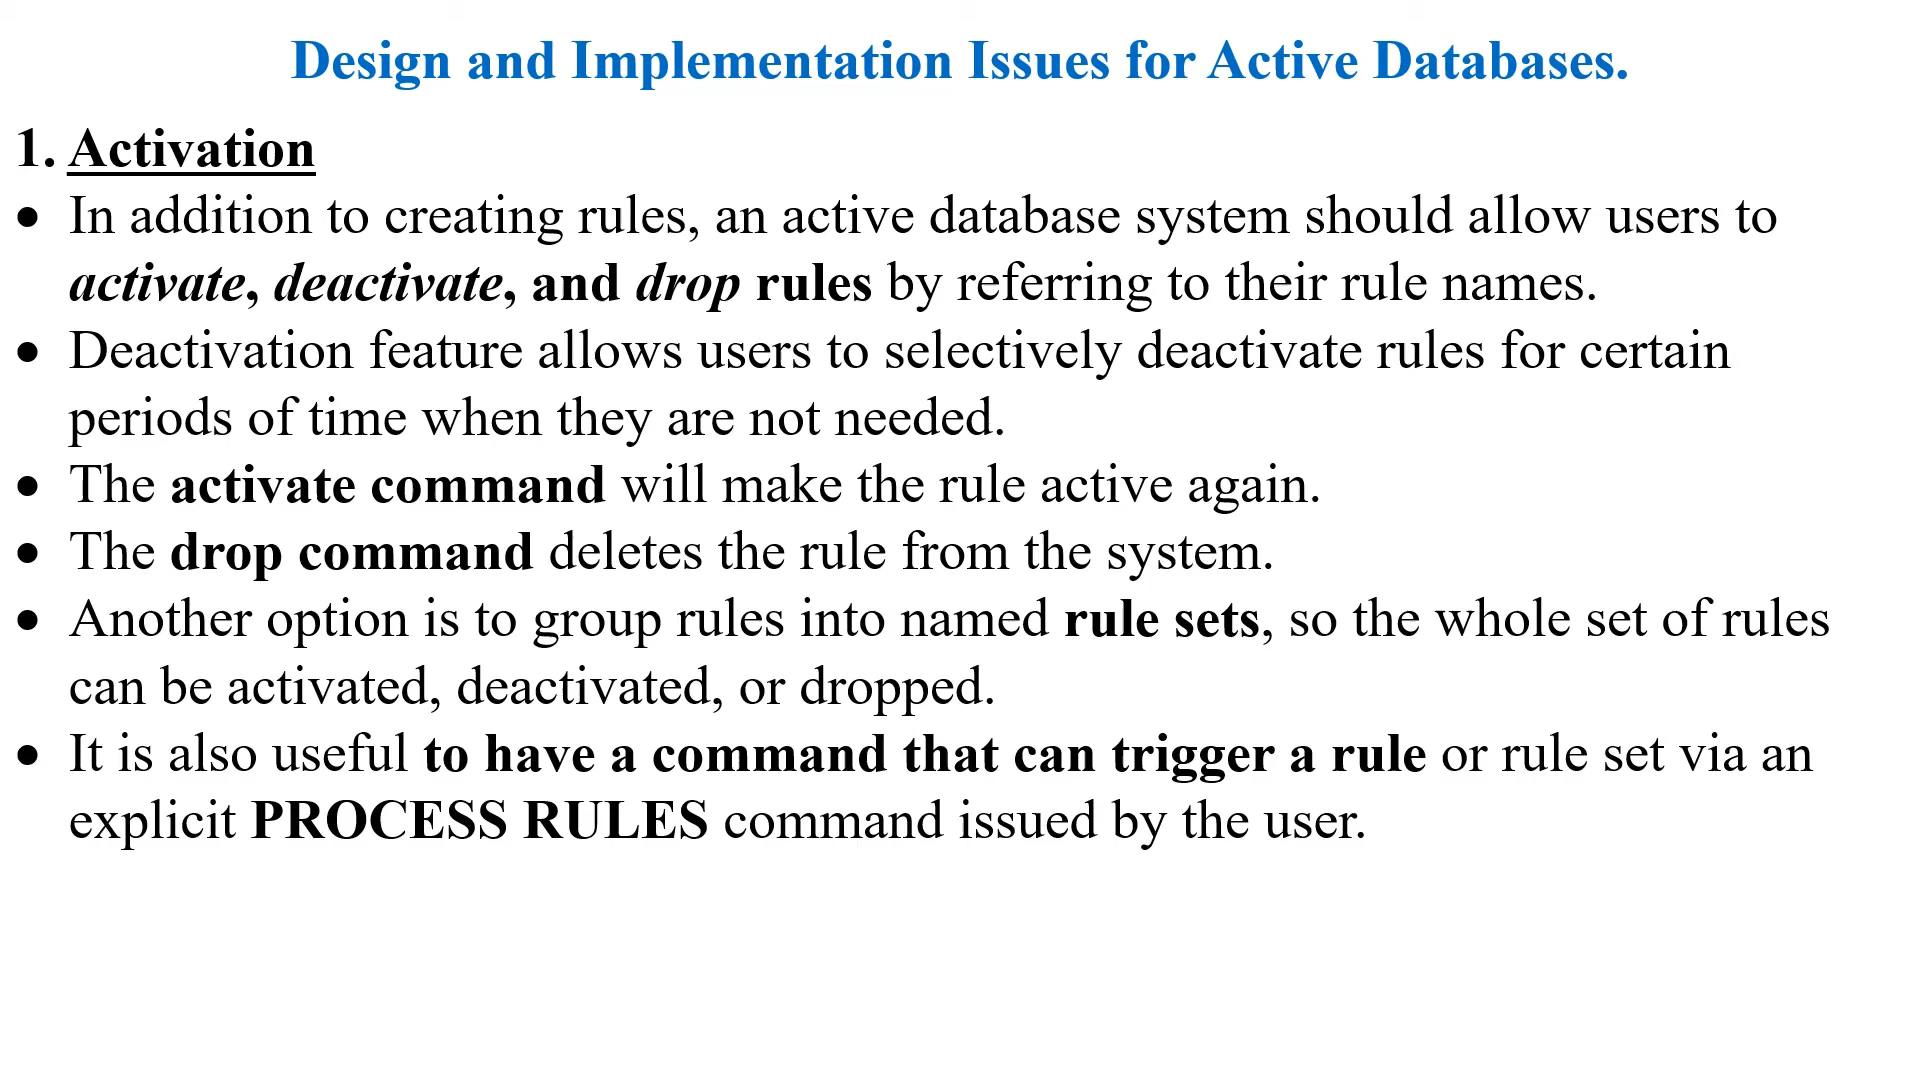 Design and Implementation Issues for Active Databases.
1. Activation
• In addition to creating rules, an active database system should allow users to
activate, deactivate, and drop rules by referring to their rule names.
• Deactivation feature allows users to selectively deactivate rules for certain
periods of time when they are not needed.
• The activate command will make the rule active again.
• The drop command deletes the rule from the system.
• Another option is to group rules into named rule sets, so the whole set of rules
can be activated, deactivated, or dropped.
• It is also useful to have a command that can trigger a rule or rule set via an
explicit PROCESS RULES command issued by the user.